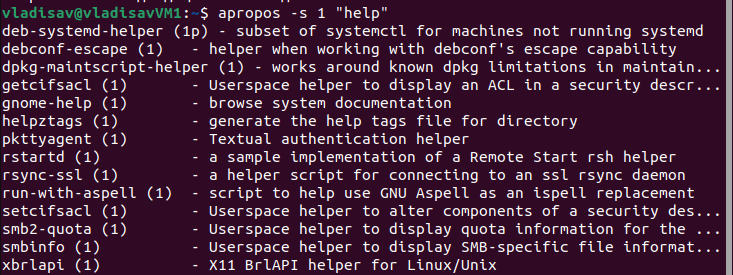 vladisav@vladisavVM1:~$ apropos -s 1 "help"
deb-systemd-helper (1p) - subset of systemctl for machines not running systemd
debconf-escape (1)   - helper when working with debconf's escape capability
dpkg-maintscript-helper (1) - works around known dpkg limitations in maintain...
getcifsacl (1)       - Userspace helper to display an ACL in a security descr...
gnome-help (1)       - browse system documentation
helpztags (1)        - generate the help tags file for directory
pkttyagent (1)       - Textual authentication helper
rstartd (1)          - a sample implementation of a Remote Start rsh helper
rsync-ssl (1)        - a helper script for connecting to an ssl rsync daemon
run-with-aspell (1)  - script to help use GNU Aspell as an ispell replacement
setcifsacl (1)       - Userspace helper to alter components of a security des...
smb2-quota (1)       - Userspace helper to display quota information for the ...
smbinfo (1)          - Userspace helper to display SMB-specific file informat...
xbrlapi (1)          - X11 BrlAPI helper for Linux/Unix